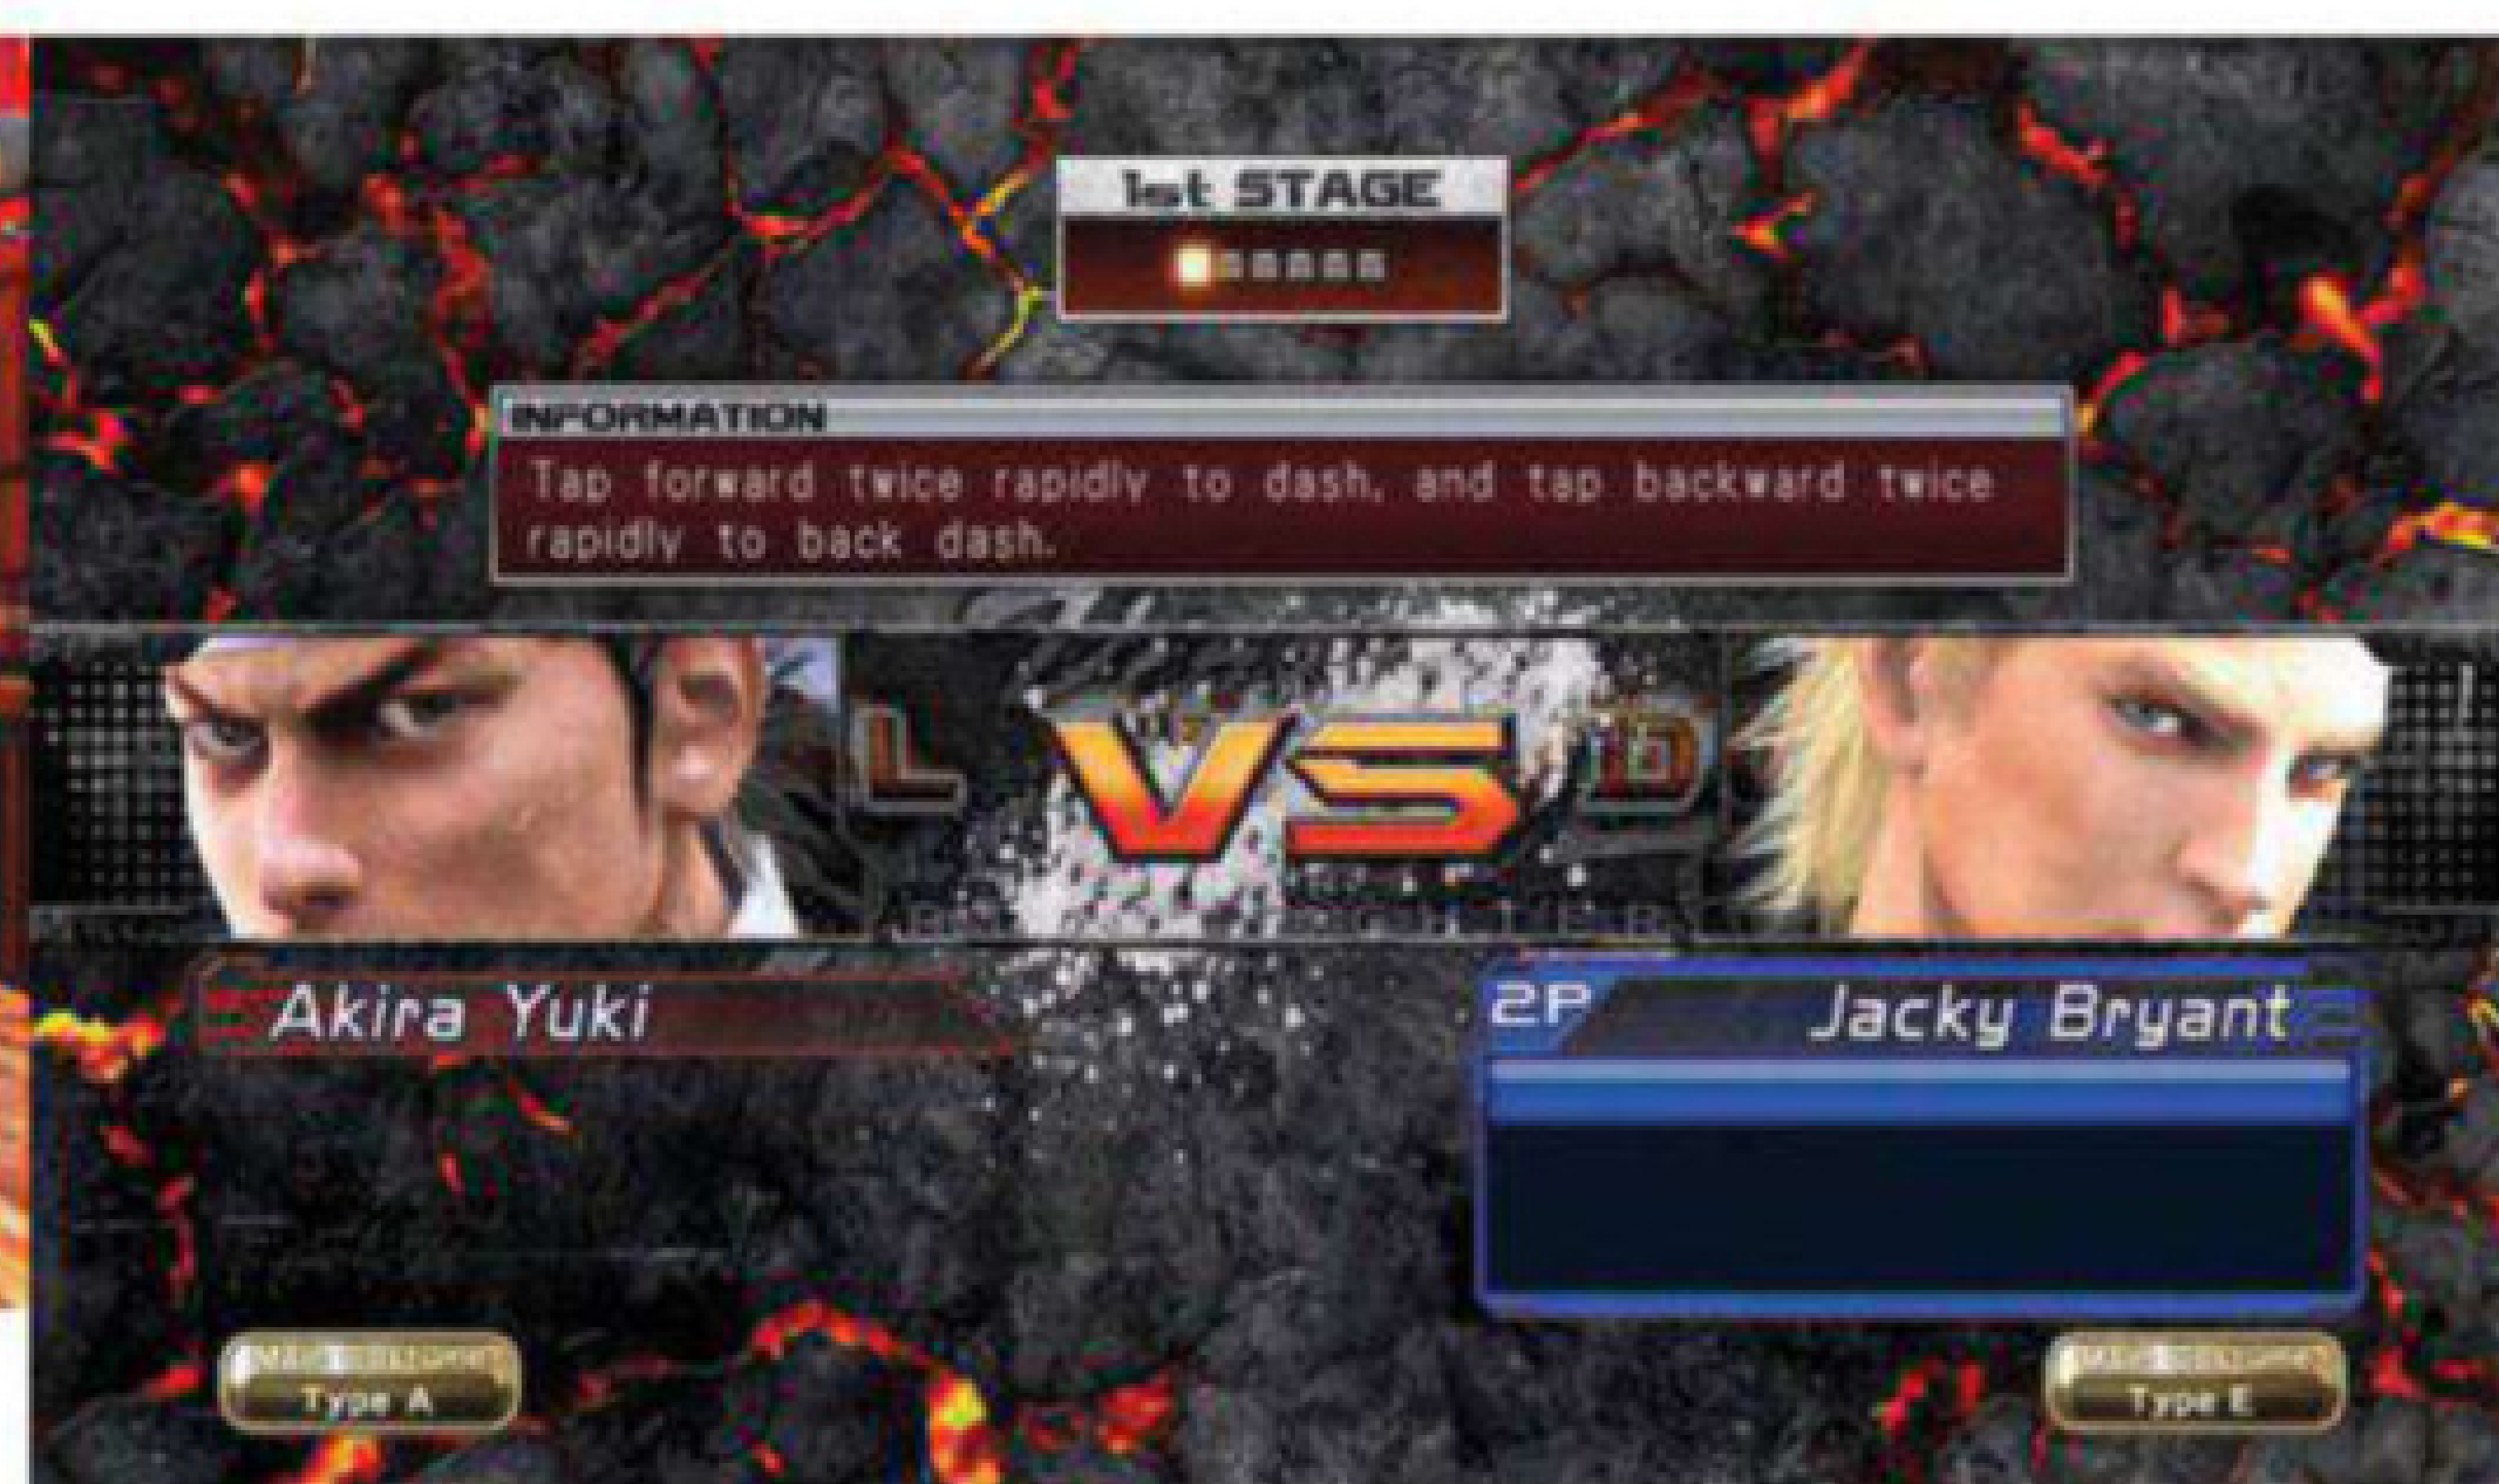 1st STAGE
INFORMATION
Tap forward twice rapidly to dash, and tap backward twice
rapidly to back dash.
VS
Akira Yuki
2P
Jacky Bryant
Type A
Type E